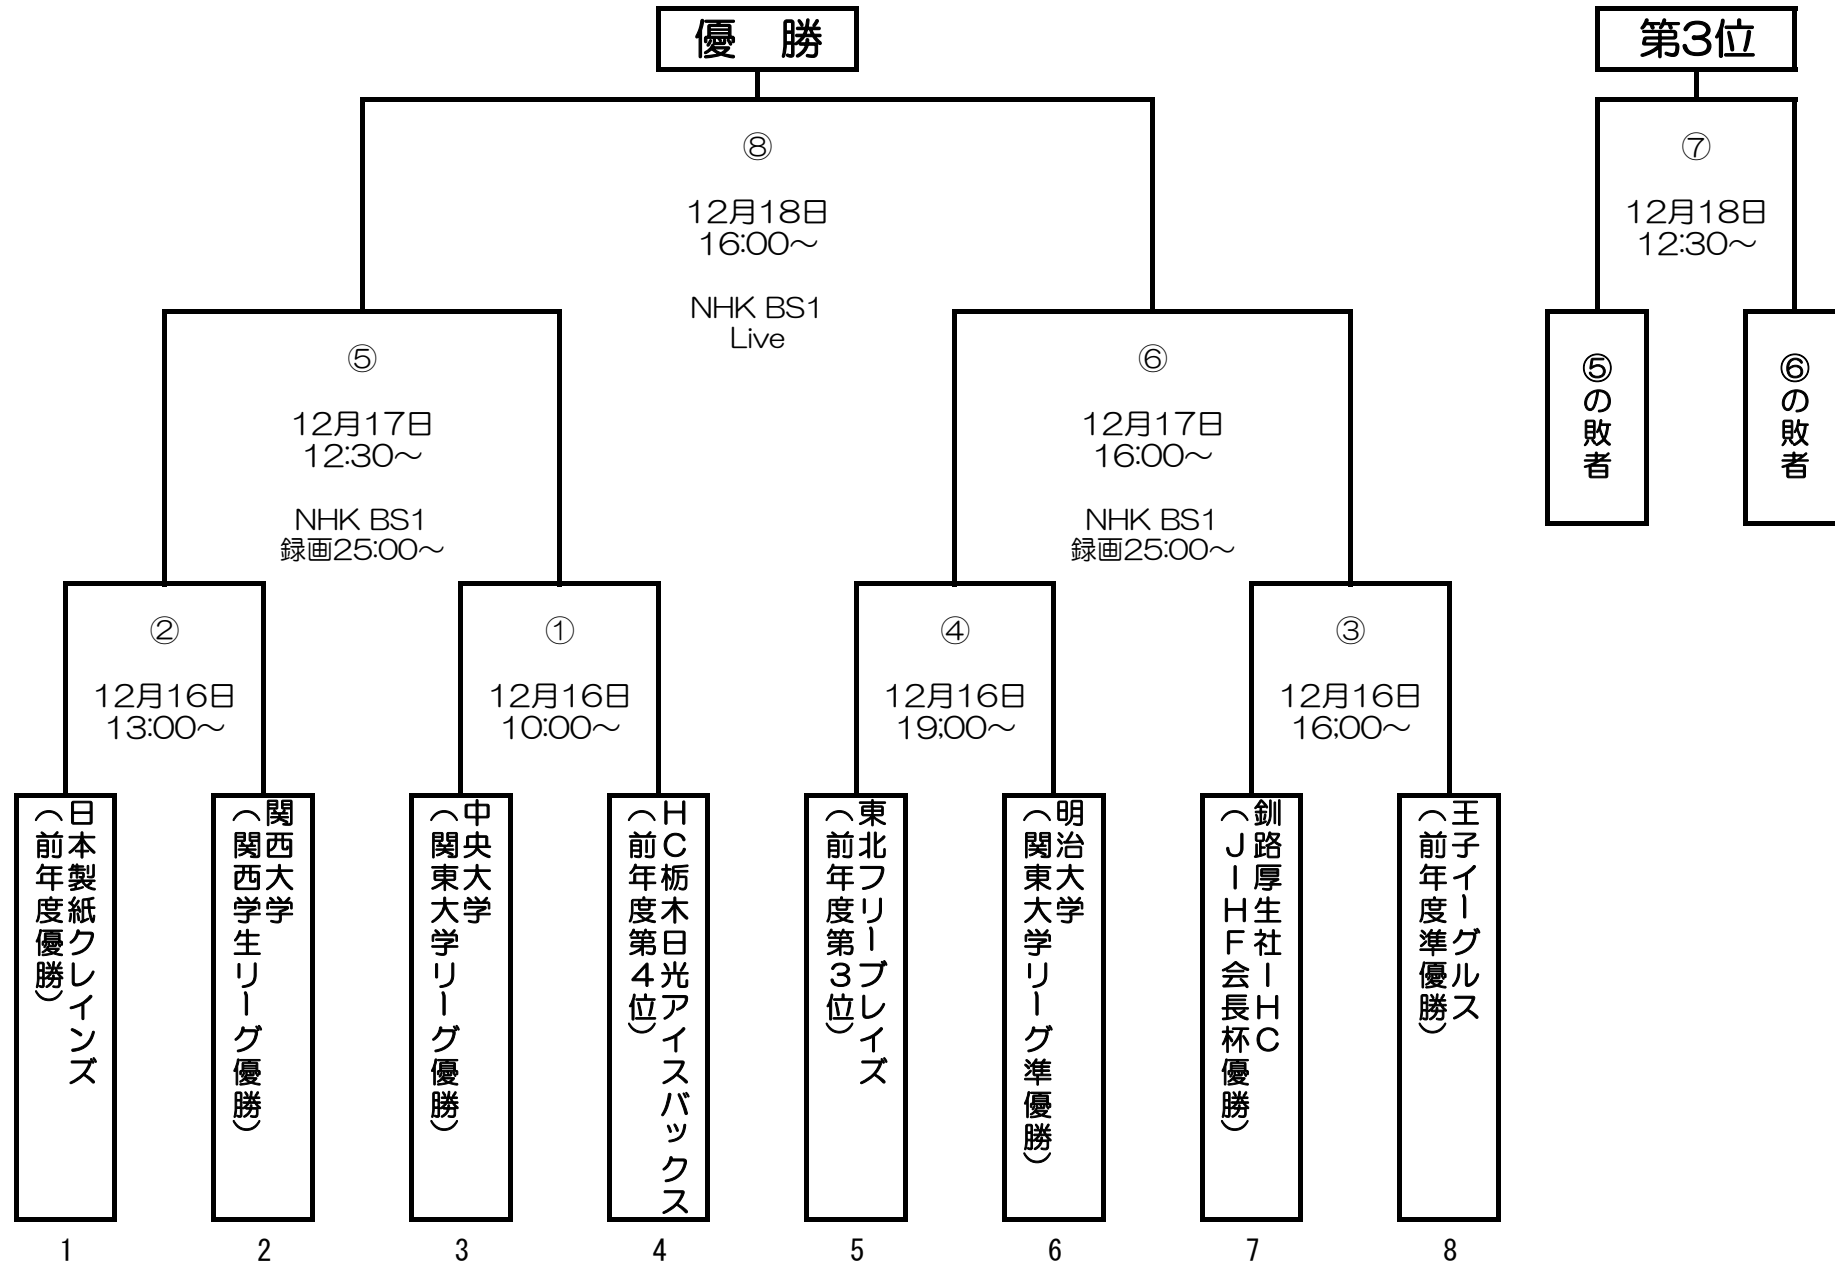 優　勝
第3位
⑧
12月18日
16:00～
NHK BS1
Live
⑦
12月18日
12:30～
⑤の敗者
⑥の敗者
⑤
12月17日
12:30～
NHK BS1
録画25:00～
⑥
12月17日
16:00～
NHK BS1
録画25:00～
②
12月16日
13:00～
①
12月16日
10:00～
④
12月16日
19;00～
③
12月16日
16;00～
日本製紙クレインズ
（前年度優勝）
関西大学
（関西学生リーグ優勝）
中央大学
（関東大学リーグ優勝）
ＨＣ栃木日光アイスバックス
（前年度第４位）
東北フリーブレイズ
（前年度第３位）
明治大学
（関東大学リーグ準優勝）
釧路厚生社ＩＨＣ
（ＪＩＨＦ会長杯優勝）
王子イーグルス
（前年度準優勝）
1
2
3
4
5
6
7
8